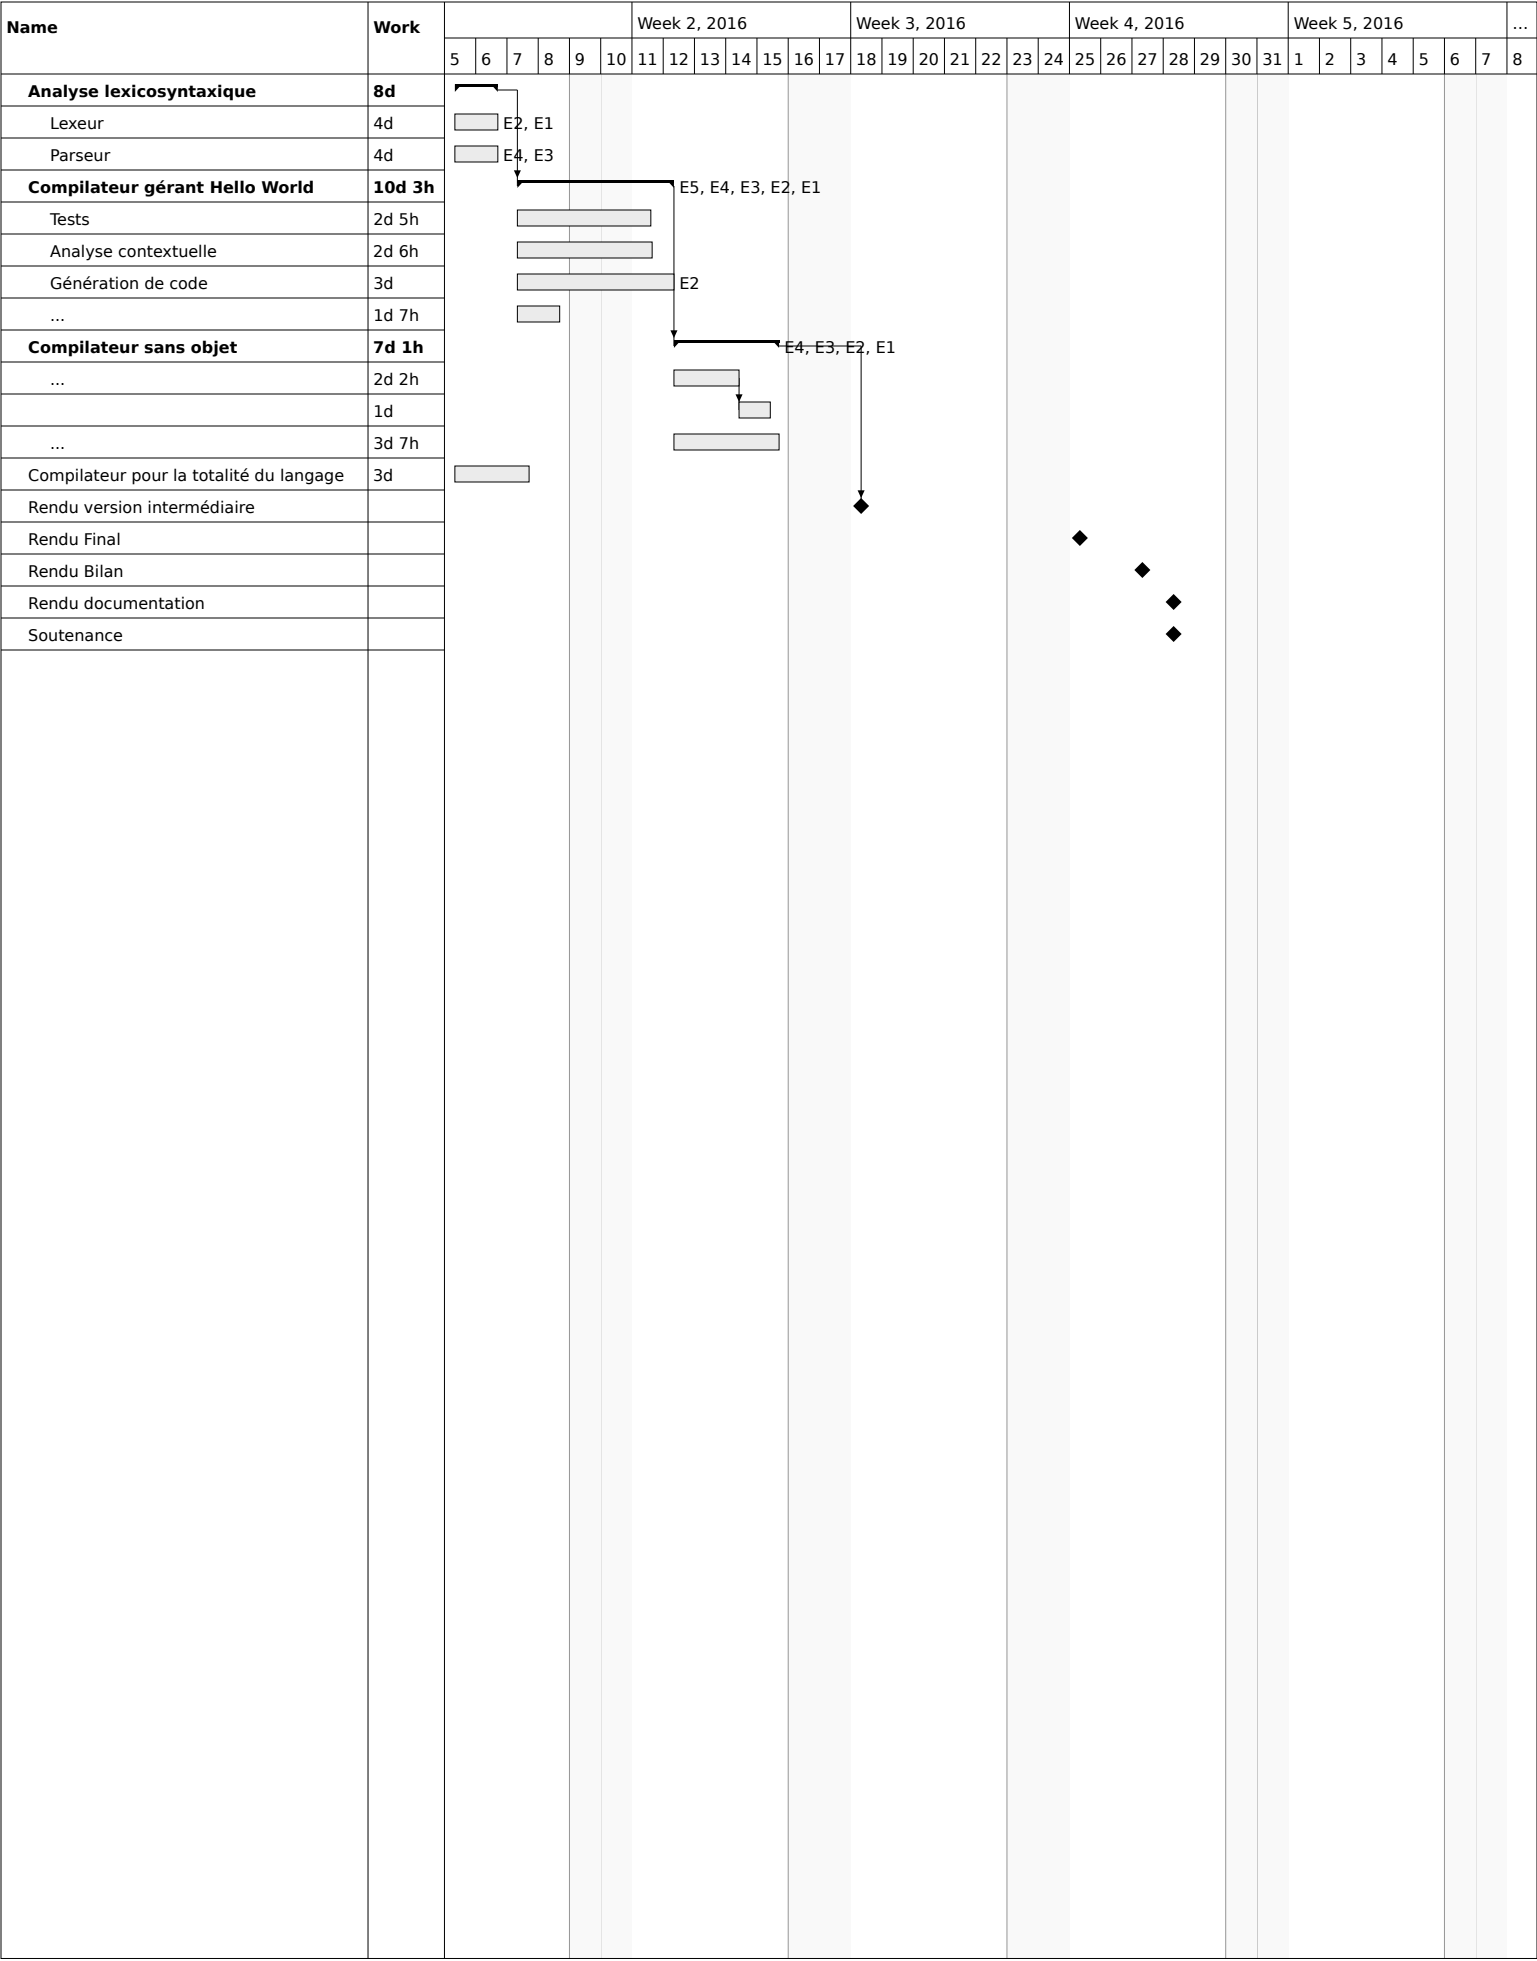 Name Work Week 2, 2016 Week 3, 2016 Week 4, 2016 Week 5, 2016 ...
5 6 7 8 9 10 11 12 13 14 15 16 17 18 19 20 21 22 23 24 25 26 27 28 29 30 31 1 2 3 4 5 6 7 8
Analyse lexicosyntaxique 8d
Lexeur 4d E2, E1
Parseur 4d E4, E3
Compilateur gérant Hello World 10d 3h E5, E4, E3, E2, E1
Tests 2d 5h
Analyse contextuelle 2d 6h
Génération de code 3d E2
... 1d 7h
Compilateur sans objet 7d 1h E4, E3, E2, E1
... 2d 2h
1d
... 3d 7h
Compilateur pour la totalité du langage 3d
Rendu version intermédiaire
Rendu Final
Rendu Bilan
Rendu documentation
Soutenance